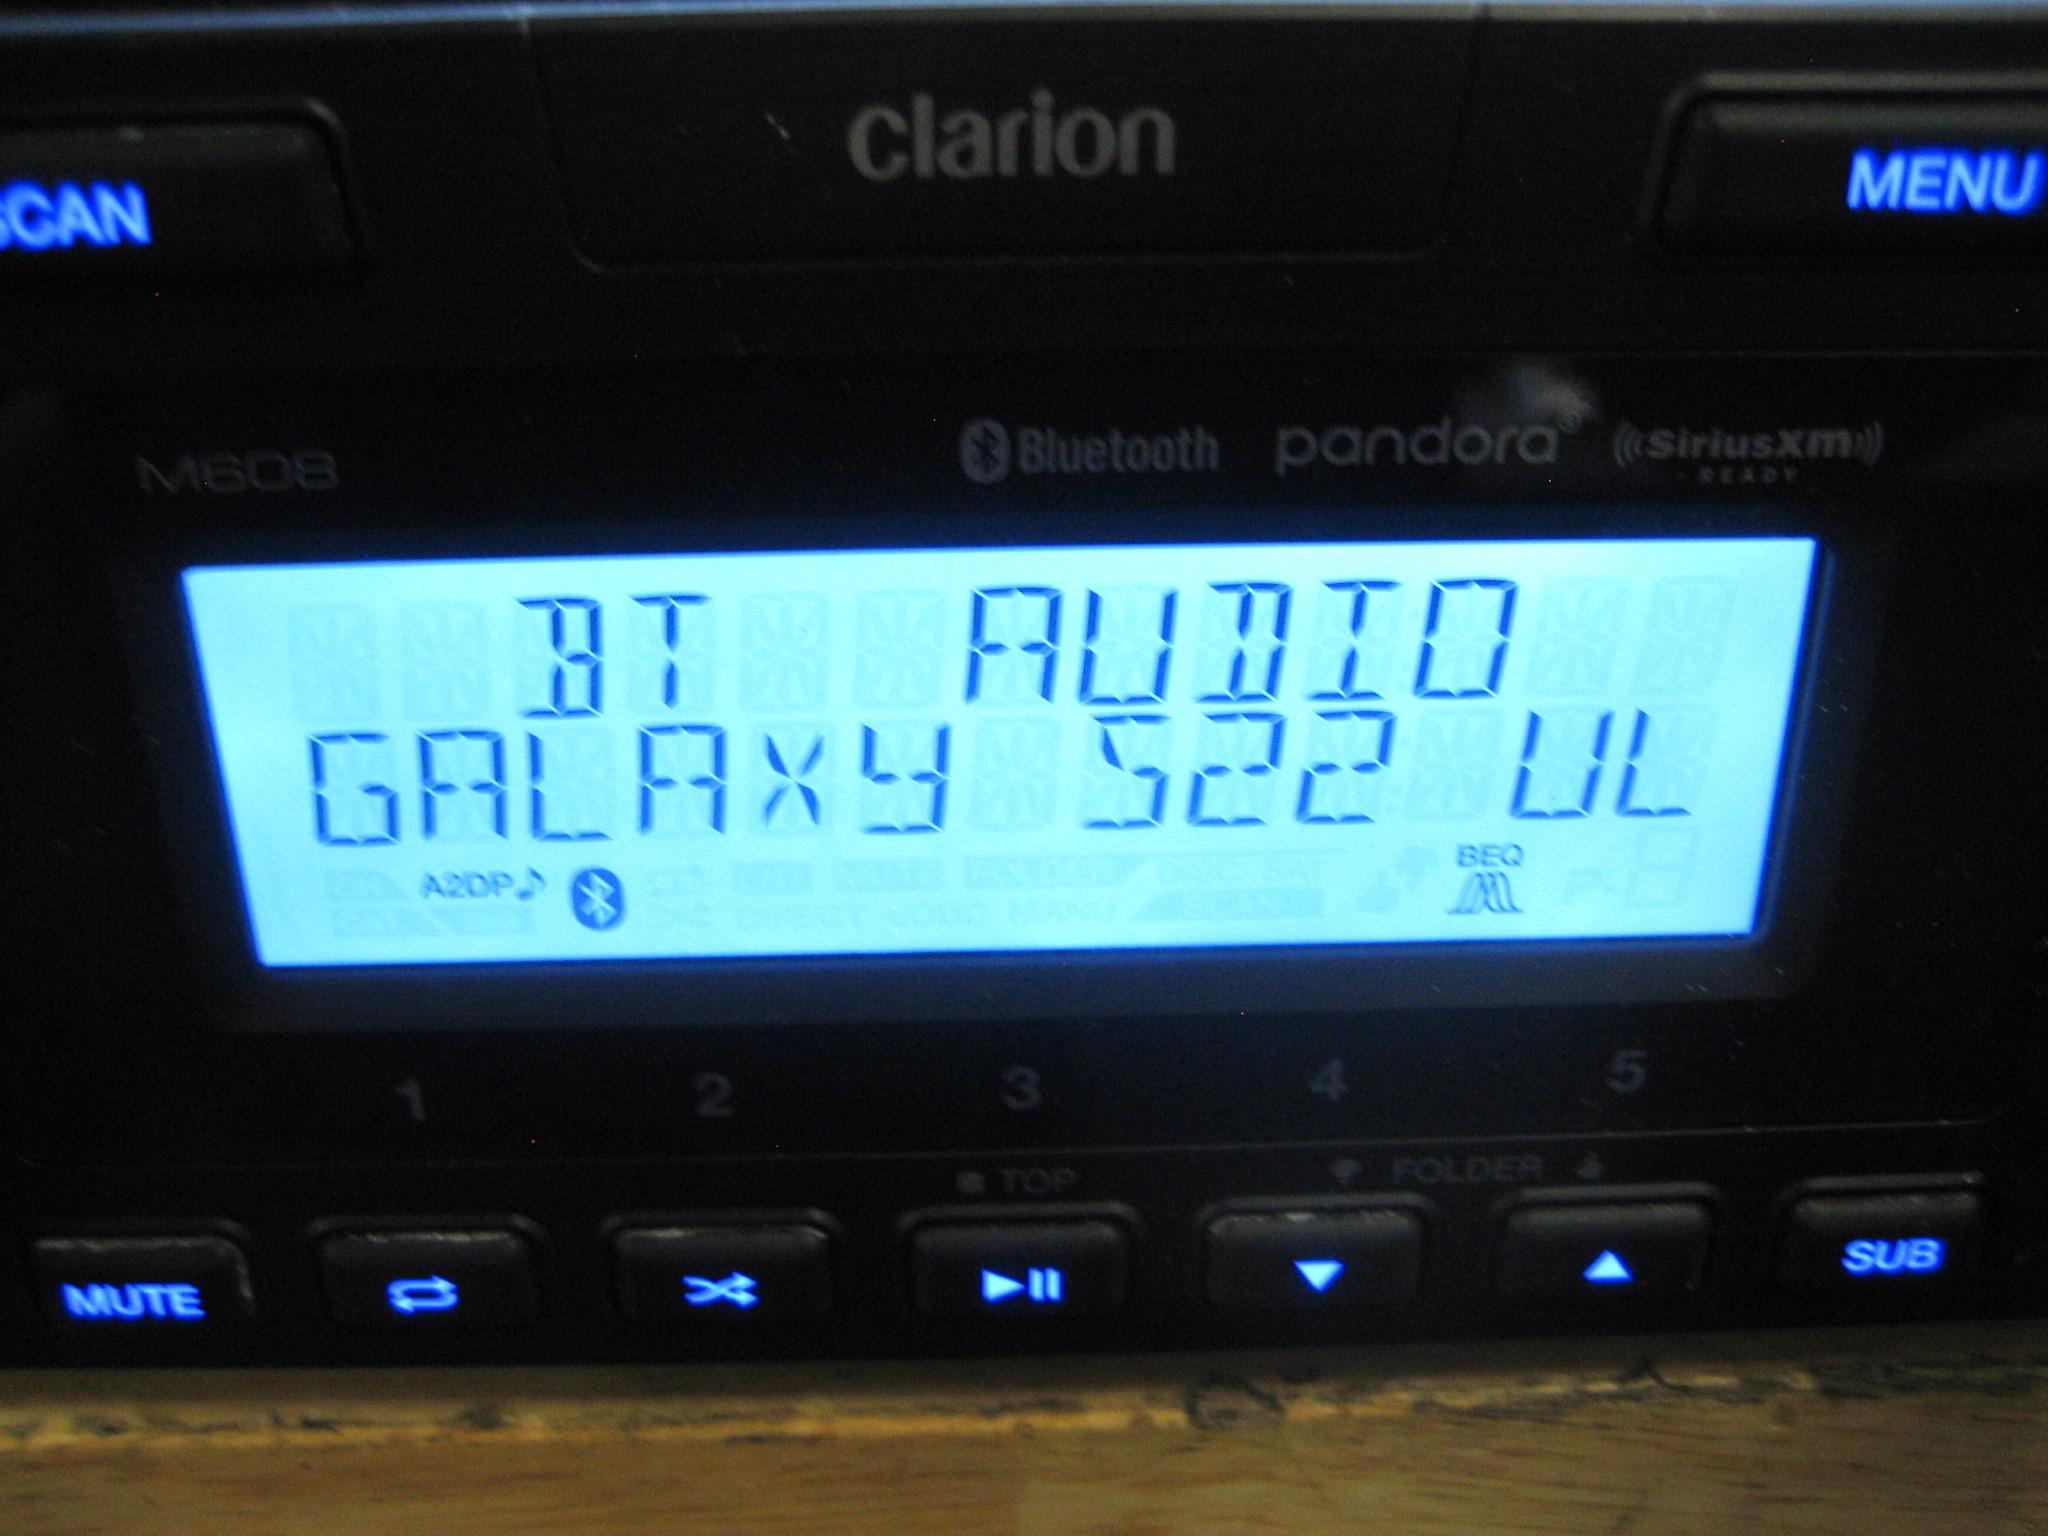 clarion
SCAN
MENU
M608
Bluetooth pandora® SiriusXM
READY
BT AUDIO
GALAXY S22 UL
A2DP
BEQ
1 2 3 4 5
TOP FOLDER
MUTE
SUB